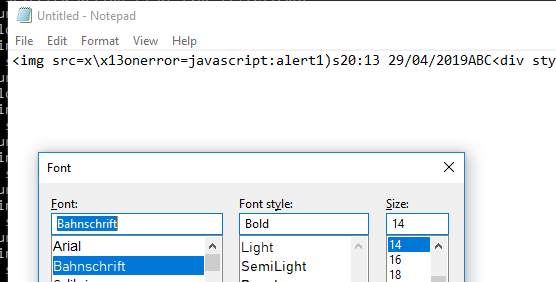 Untitled - Notepad
File Edit Format View Help
<img src=x\x13onerror=javascript:alert1)s20:13 29/04/2019ABC<div sty
Font
Font: Font style: Size:
Bahnschrift Bold 14
Arial Light 14
Bahnschrift SemiLight 16
18